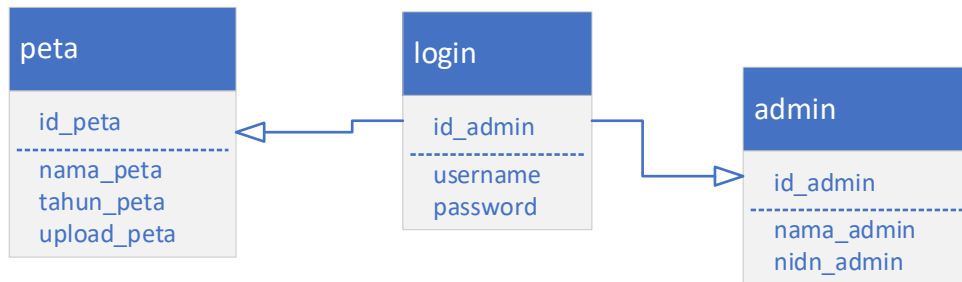 peta
id_peta
nama_peta
tahun_peta
upload_peta
login
id_admin
username
password
admin
id_admin
nama_admin
nidn_admin